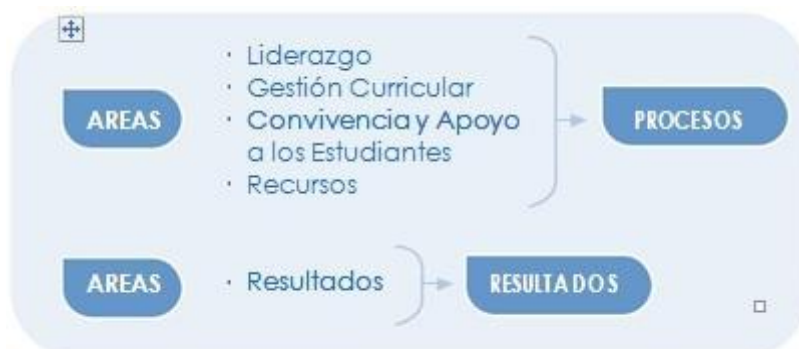 · Liderazgo
· Gestión Curricular
AREAS
· Convivencia y Apoyo
a los Estudiantes
PROCESOS
· Recursos
AREAS
· Resultados
RESULTADOS